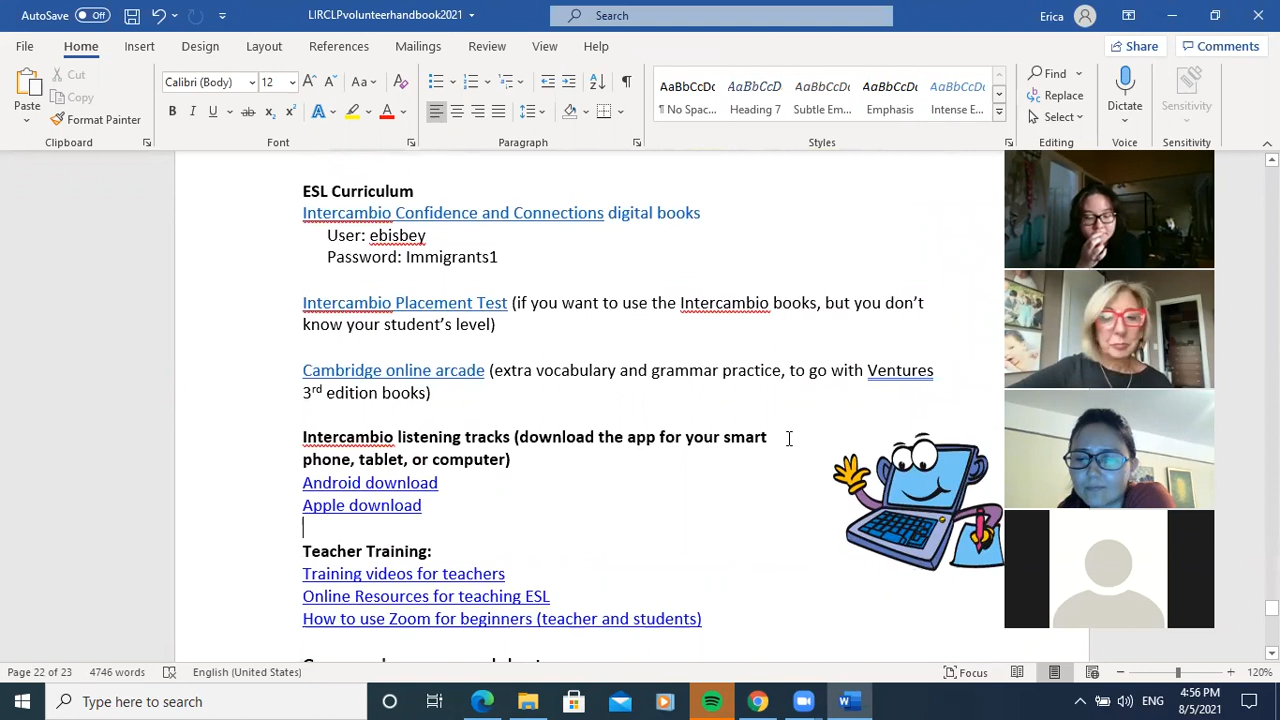 AutoSave Off LIRCLPvolunteerhandbook2021 Search Erica
File Home Insert Design Layout References Mailings Review View Help Share Comments
Paste Cut Copy Format Painter
Calibri (Body) 12
AaBbCcDc AaBbCcD AaBbCcDc AaBbCcDc AaBbCcDc
¶ No Spac... Heading 7 Subtle Em... Emphasis Intense E...
Find Replace Select Dictate Sensitivity
Clipboard Font Paragraph Styles Editing Voice Sensitivity
ESL Curriculum
Intercambio Confidence and Connections digital books
User: ebisbey
Password: Immigrants1
Intercambio Placement Test (if you want to use the Intercambio books, but you don't
know your student's level)
Cambridge online arcade (extra vocabulary and grammar practice, to go with Ventures
3rd edition books)
Intercambio listening tracks (download the app for your smart
phone, tablet, or computer)
Android download
Apple download
Teacher Training:
Training videos for teachers
Online Resources for teaching ESL
How to use Zoom for beginners (teacher and students)
Page 22 of 23 4746 words English (United States) Focus 120%
Type here to search ENG 4:56 PM
8/5/2021